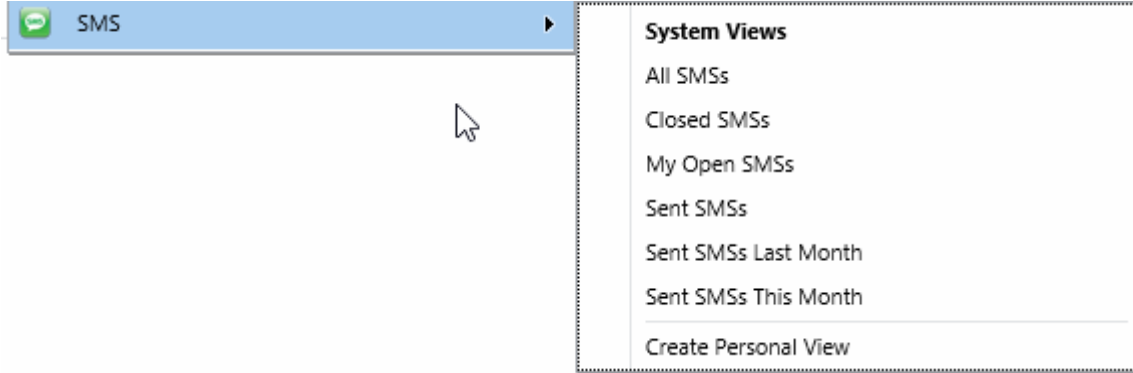 SMS
System Views
All SMSs
Closed SMSs
My Open SMSs
Sent SMSs
Sent SMSs Last Month
Sent SMSs This Month
Create Personal View